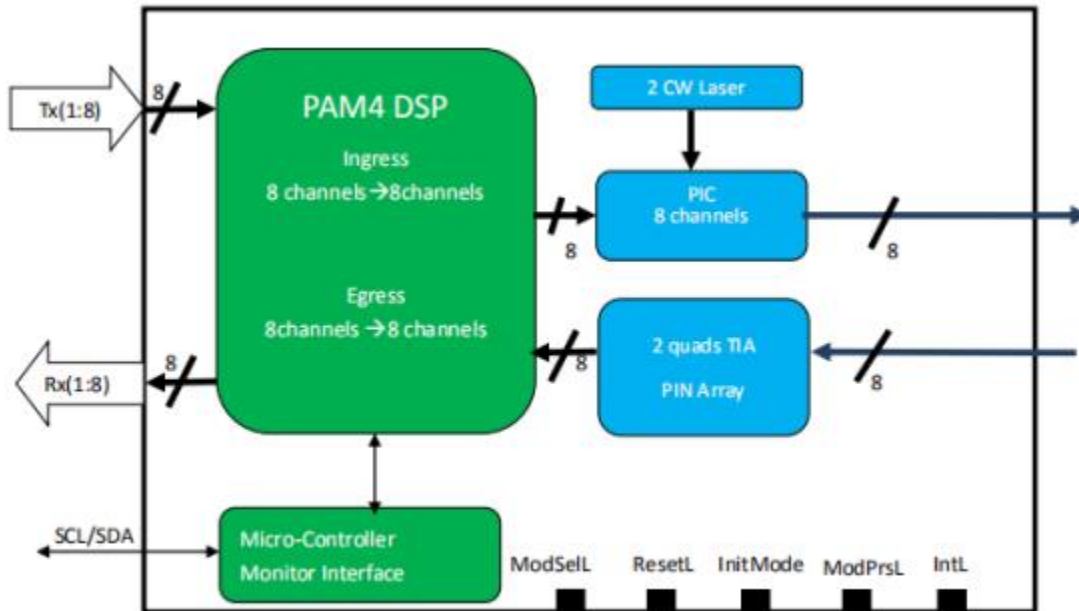 Tx(1:8)
8
PAM4 DSP
Ingress
8 channels →8channels
Egress
8channels → 8 channels
2 CW Laser
PIC
8 channels
8
8
2 quads TIA
PIN Array
8
8
Rx(1:8)
8
SCL/SDA
Micro-Controller
Monitor Interface
ModSelL
ResetL
InitMode
ModPrsL
IntL